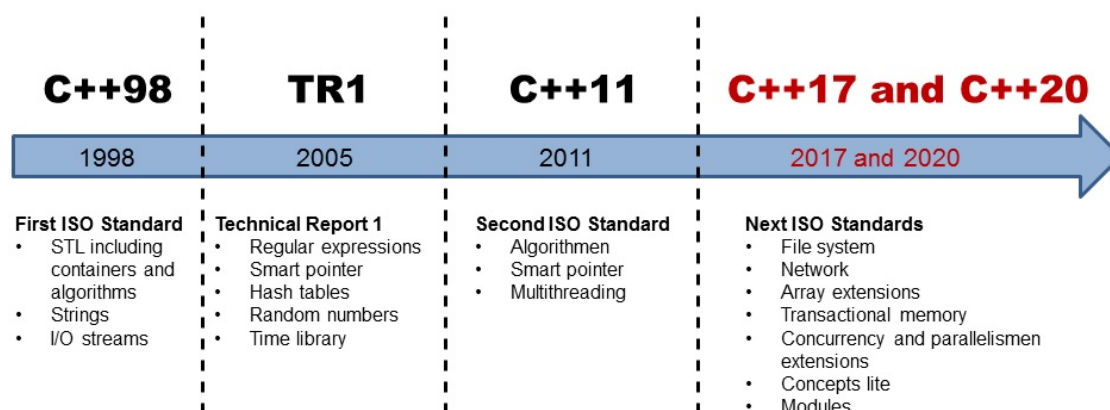 C++98
TR1
C++11
C++17 and C++20
1998
2005
2011
2017 and 2020
First ISO Standard
• STL including
containers and
algorithms
• Strings
• I/O streams
Technical Report 1
• Regular expressions
• Smart pointer
• Hash tables
• Random numbers
• Time library
Second ISO Standard
• Algorithmen
• Smart pointer
• Multithreading
Next ISO Standards
• File system
• Network
• Array extensions
• Transactional memory
• Concurrency and parallelismen
extensions
• Concepts lite
• Modules